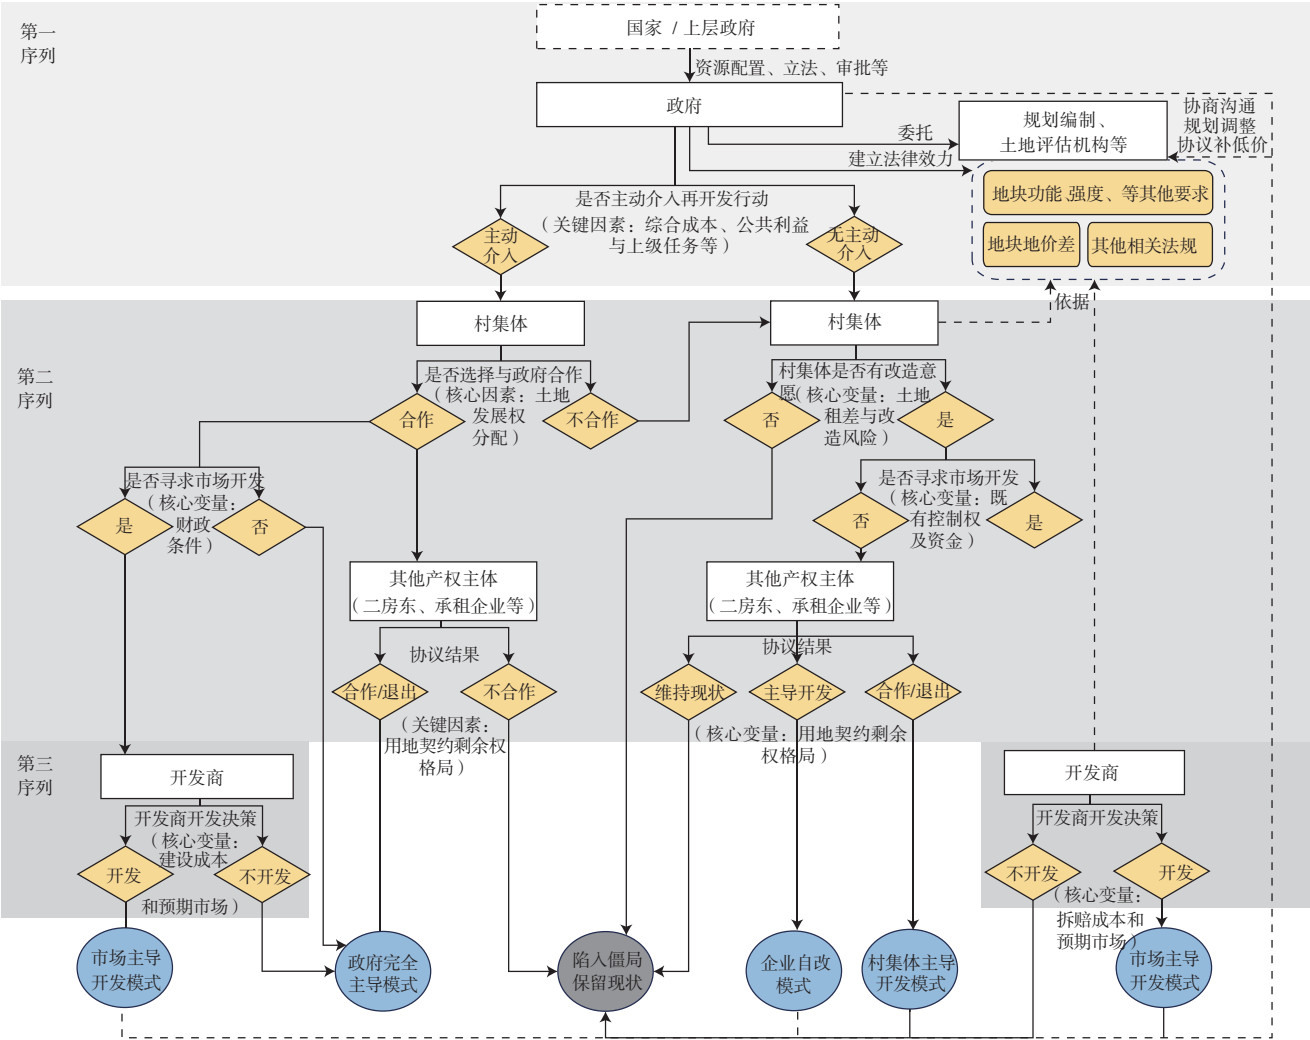 第一
序列
国家 / 上层政府
资源配置、立法、审批等
政府
协商沟通
规划调整
协议补低价
规划编制、
土地评估机构等
委托
建立法律效力
地块功能、强度、等其他要求
地块地价差
其他相关法规
是否主动介入再开发行动
（关键因素：综合成本、公共利益
与上级任务等）
主动
介入
无主动
介入
依据
第二
序列
村集体
村集体
是否选择与政府合作
（核心因素：土地
发展权
分配）
合作
不合作
村集体是否有改造意
愿（核心变量：土地
租差与改
造风险）
否
是
是否寻求市场开发
（核心变量：
财政
条件）
是
否
是否寻求市场开发
（核心变量：既
有控制权
及资金）
否
是
其他产权主体
（二房东、承租企业等）
其他产权主体
（二房东、承租企业等）
协议结果
协议结果
合作/退出
不合作
维持现状
主导开发
合作/退出
（关键因素：
用地契约剩余权
格局）
（核心变量：用地契约剩余
权格局）
第三
序列
开发商
开发商
开发商开发决策
（核心变量：
建设成本
和预期市场）
开发
不开发
开发商开发决策
不开发
开发
（核心变量：
拆赔成本和
预期市场）
市场主导
开发模式
政府完全
主导模式
陷入僵局
保留现状
企业自改
模式
村集体主导
开发模式
市场主导
开发模式